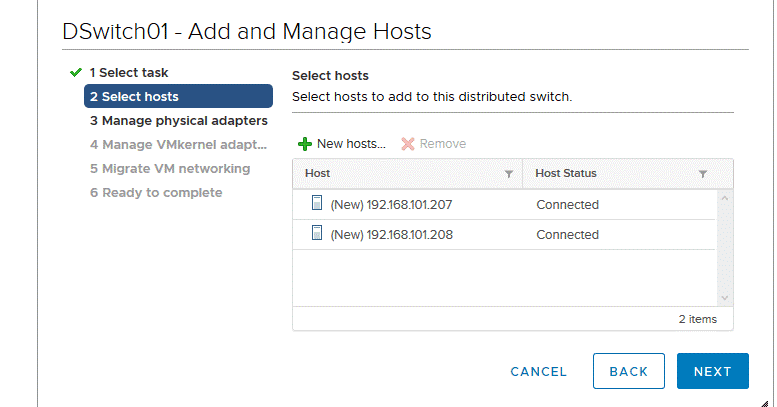 DSwitch01 - Add and Manage Hosts
1 Select task
2 Select hosts
3 Manage physical adapters
4 Manage VMkernel adapt...
5 Migrate VM networking
6 Ready to complete
Select hosts
Select hosts to add to this distributed switch.
New hosts... Remove
Host Host Status
(New) 192.168.101.207 Connected
(New) 192.168.101.208 Connected
2 items
CANCEL BACK NEXT